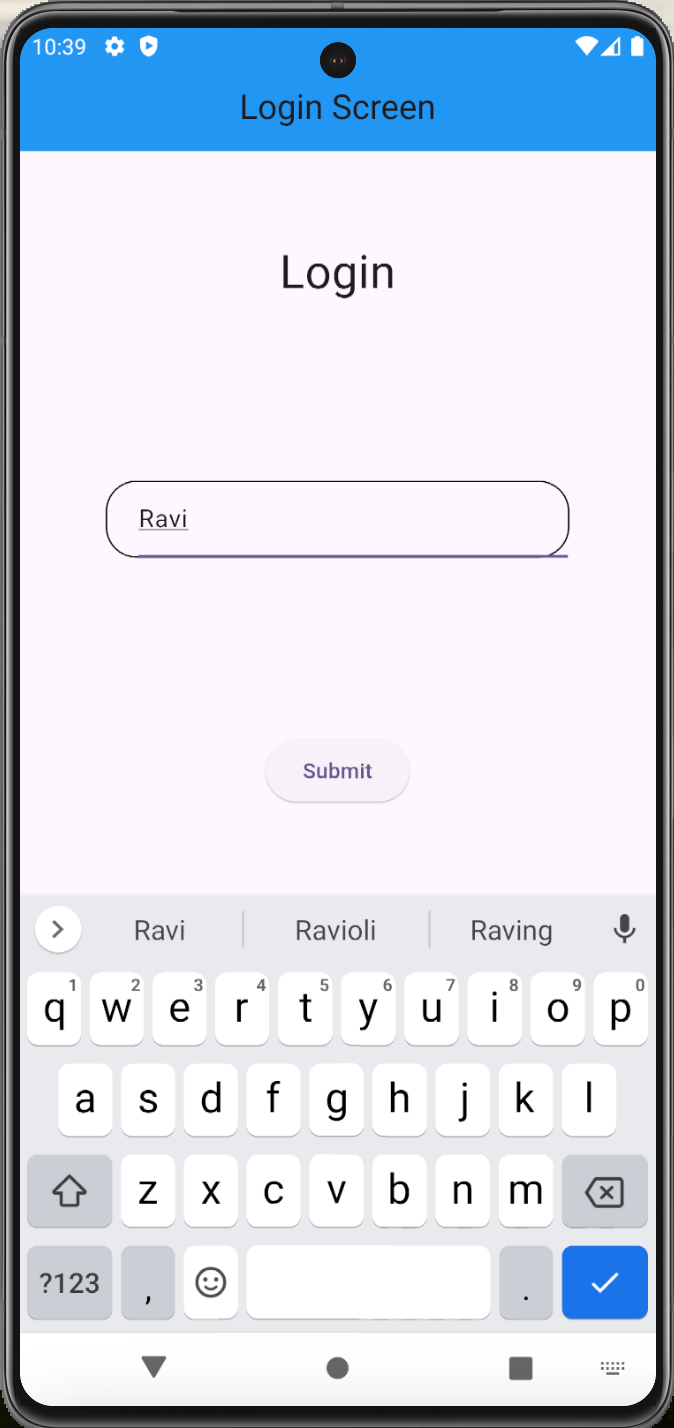 10:39
Login Screen
Login
Ravi
Submit
Ravi Ravioli Raving
1 2 3 4 5 6 7 8 9 0
q w e r t y u i o p
a s d f g h j k l
z x c v b n m
?123 , .